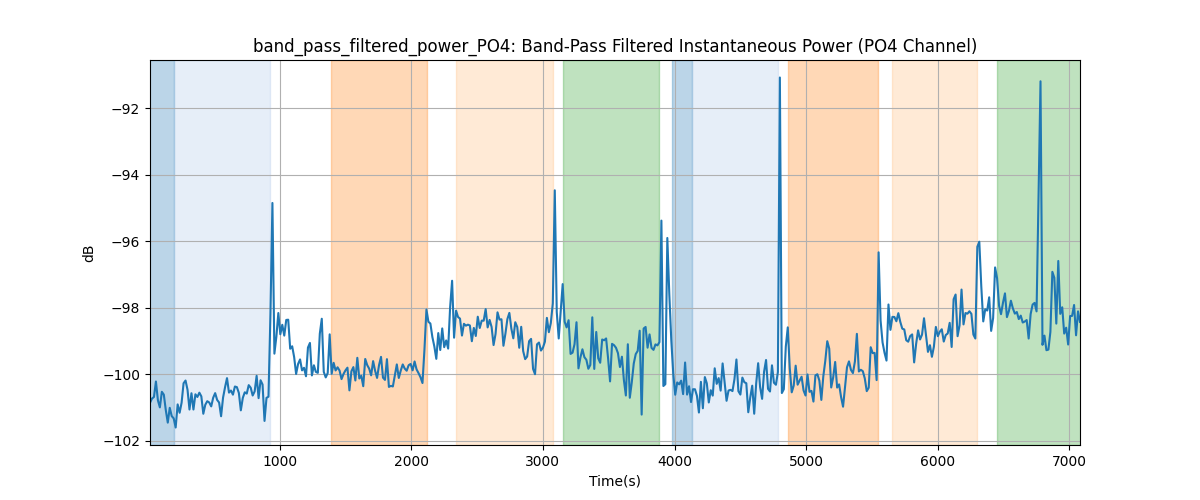 band_pass_filtered_power_PO4: Band-Pass Filtered Instantaneous Power (PO4 Channel)
−92
−94
−96
−98
−100
−102
dB
1000 2000 3000 4000 5000 6000 7000
Time(s)